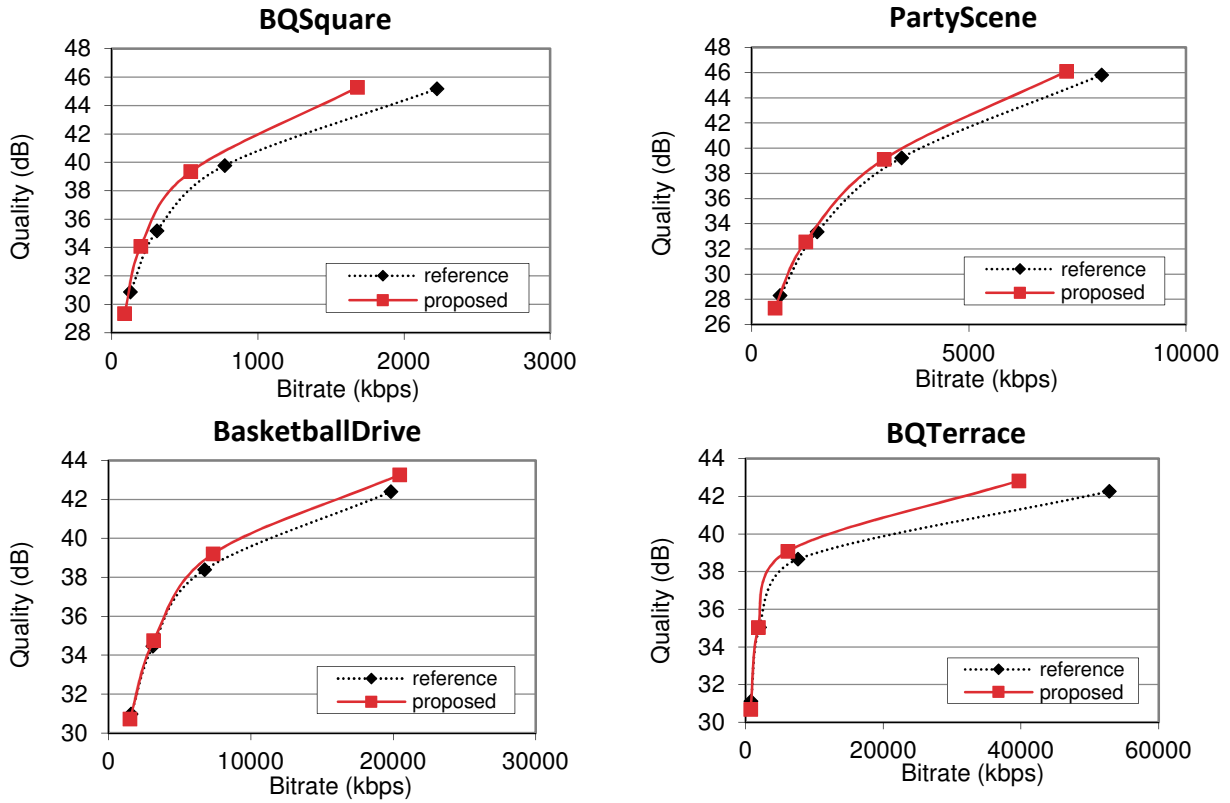 BQSquare
48
46
44
42
40
38
36
34
32
30
28
Quality (dB)
reference
proposed
0 1000 2000 3000
Bitrate (kbps)
PartyScene
48
46
44
42
40
38
36
34
32
30
28
26
Quality (dB)
reference
proposed
0 5000 10000
Bitrate (kbps)
BasketballDrive
44
42
40
38
36
34
32
30
Quality (dB)
reference
proposed
0 10000 20000 30000
Bitrate (kbps)
BQTerrace
44
42
40
38
36
34
32
30
Quality (dB)
reference
proposed
0 20000 40000 60000
Bitrate (kbps)